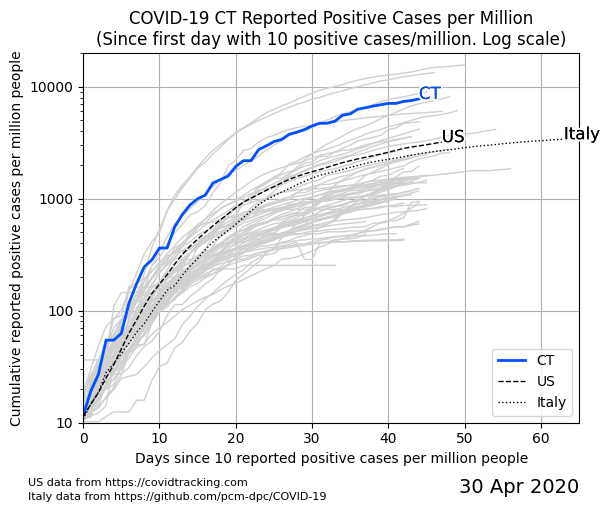 COVID-19 CT Reported Positive Cases per Million
(Since first day with 10 positive cases/million. Log scale)
Cumulative reported positive cases per million people
10000
1000
100
10
CT
US
Italy
CT
US
Italy
0
10
20
30
40
50
60
Days since 10 reported positive cases per million people
US data from https://covidtracking.com
Italy data from https://github.com/pcm-dpc/COVID-19
30 Apr 2020